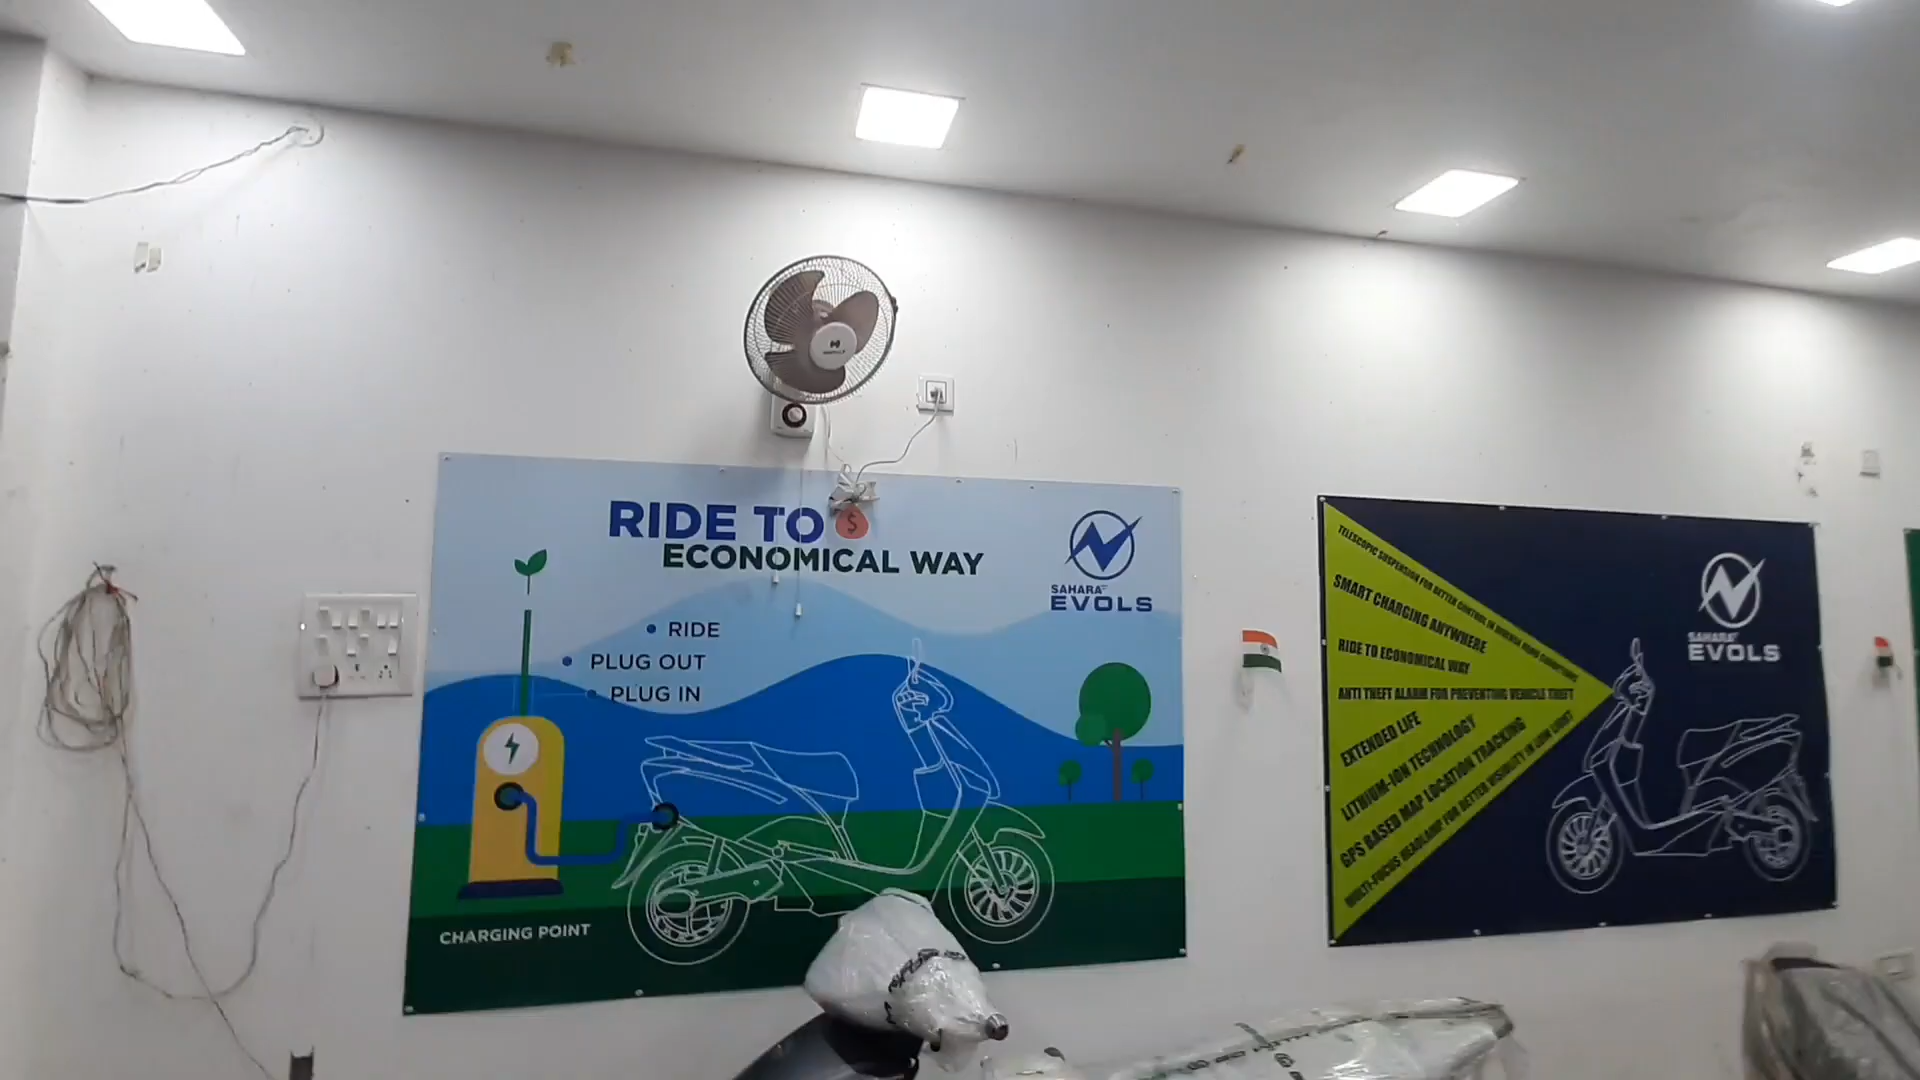 RIDE TO
$
ECONOMICAL WAY
SAHARA
EVOLS
RIDE
PLUG OUT
PLUG IN
CHARGING POINT
TELESCOPIC SUSPENSION FOR BETTER CONTROL IN
SMART CHARGING ANYWHERE
RIDE TO ECONOMICAL WAY
ANTI THEFT ALARM FOR PREVENTING VEHICLE THEFT
EXTENDED LIFE
LITHIUM-ION TECHNOLOGY
GPS BASED MAP LOCATION TRACKING
MULTI-FOCUS HEADLAMP FOR BETTER VISIBILITY IN LOW LIGHT
SAHARA
EVOLS